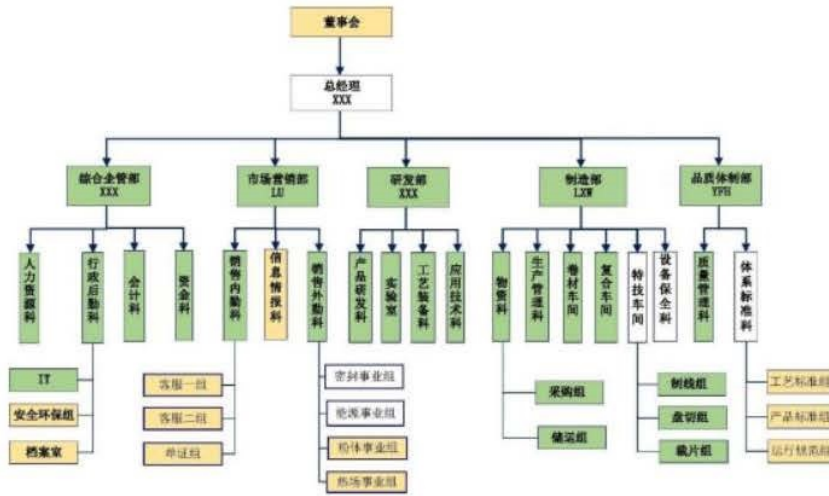 董事会
总经理
XXX
综合企管部
XXX
市场营销部
LU
研发部
XXX
制造部
LXW
品质体制部
YFH
人力资源科
行政后勤科
会计科
资金科
销售内勤科
信息情报科
销售外勤科
产品研发科
实验室
工艺装备科
应用技术科
物资科
生产管理科
卷材车间
复合车间
特技车间
设备保全科
质量管理科
体系标准科
IT
安全环保组
档案室
客服一组
客服二组
单证组
密封事业组
能源事业组
粉体事业组
热场事业组
采购组
储运组
制线组
盘切组
裁片组
工艺标准组
产品标准组
运行规范组